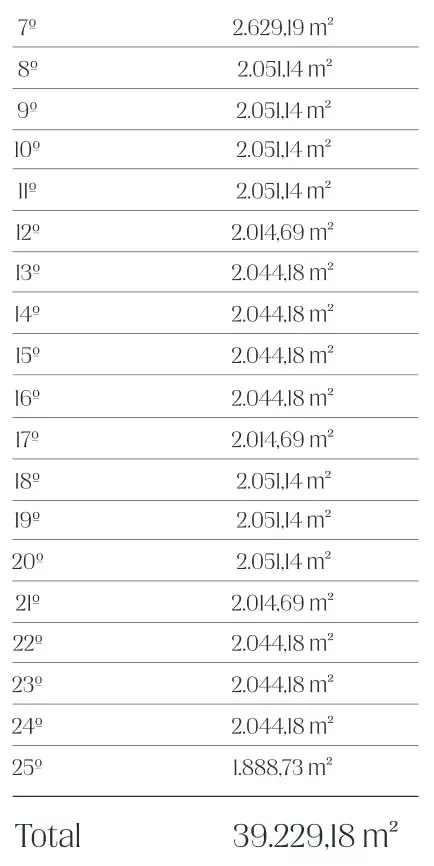 7º 2.629,19 m²
8º 2.051,14 m²
9º 2.051,14 m²
10º 2.051,14 m²
11º 2.051,14 m²
12º 2.014,69 m²
13º 2.044,18 m²
14º 2.044,18 m²
15º 2.044,18 m²
16º 2.044,18 m²
17º 2.014,69 m²
18º 2.051,14 m²
19º 2.051,14 m²
20º 2.051,14 m²
21º 2.014,69 m²
22º 2.044,18 m²
23º 2.044,18 m²
24º 2.044,18 m²
25º 1.888,73 m²
Total 39.229,18 m²